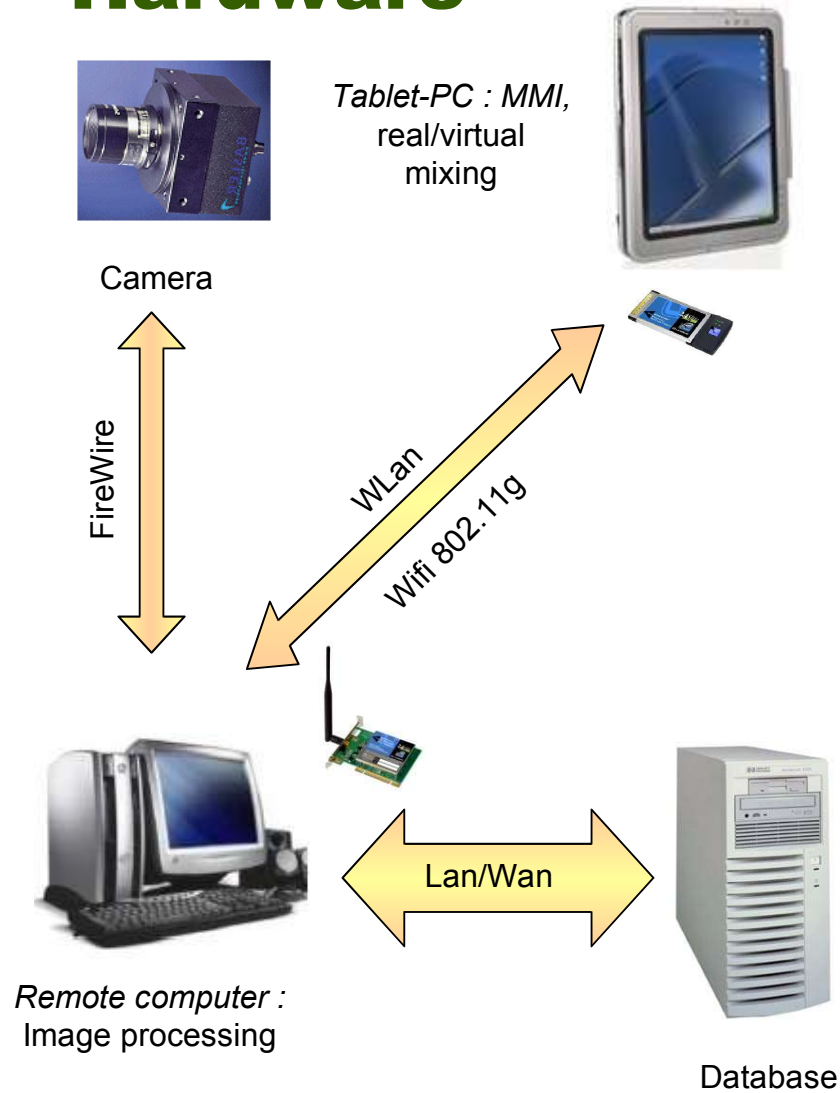 Hardware
Tablet-PC : MMI,
real/virtual
mixing
BASLER
Camera
FireWire
WLan
Wifi 802.11g
Lan/Wan
Remote computer :
Image processing
Database